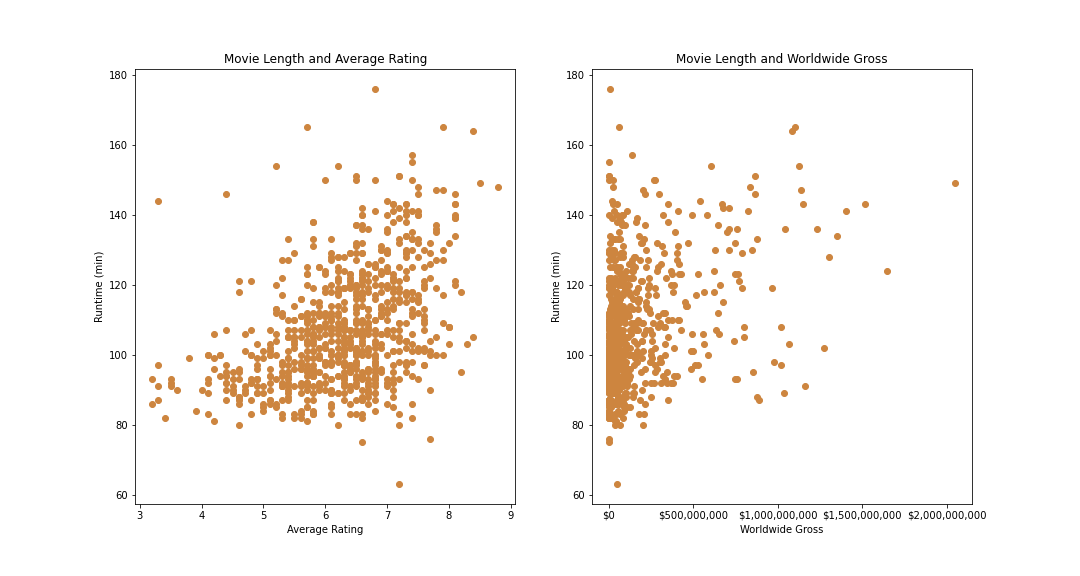 Movie Length and Average Rating
180
160
140
120
100
80
60
Runtime (min)
3 4 5 6 7 8 9
Average Rating
Movie Length and Worldwide Gross
180
160
140
120
100
80
60
Runtime (min)
$0 $500,000,000 $1,000,000,000 $1,500,000,000 $2,000,000,000
Worldwide Gross